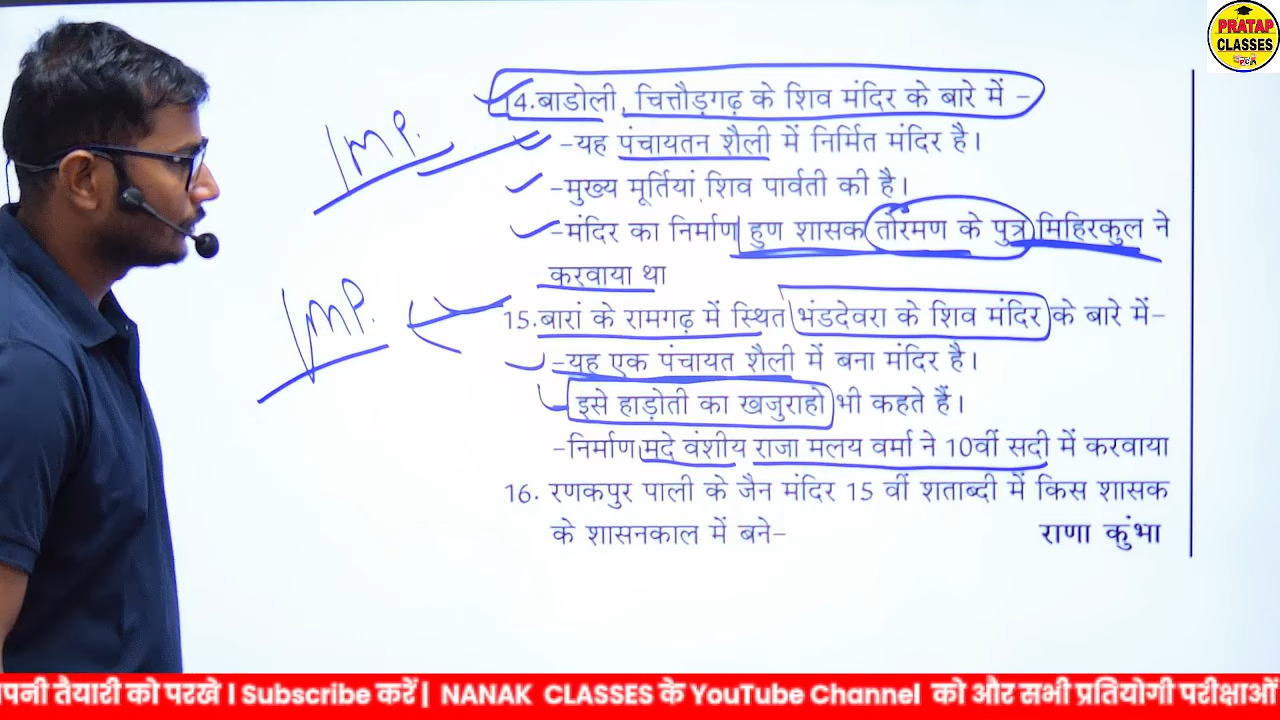 PRATAP
CLASSES
14.बाडोली, चित्तौड़गढ़ के शिव मंदिर के बारे में -
IMP.
-यह पंचायतन शैली में निर्मित मंदिर है।
-मुख्य मूर्तियां शिव पार्वती की है।
-मंदिर का निर्माण हुण शासक तोरमण के पुत्र मिहिरकुल ने
करवाया था
IMP.
15.बारां के रामगढ़ में स्थित भंडदेवरा के शिव मंदिर के बारे में-
-यह एक पंचायत शैली में बना मंदिर है।
इसे हाड़ोती का खजुराहो भी कहते हैं।
-निर्माण मदे वंशीय राजा मलय वर्मा ने 10वीं सदी में करवाया
16. रणकपुर पाली के जैन मंदिर 15 वीं शताब्दी में किस शासक
के शासनकाल में बने- राणा कुंभा
पनी तैयारी को परखे । Subscribe करें | NANAK CLASSES के YouTube Channel को और सभी प्रतियोगी परीक्षाओं